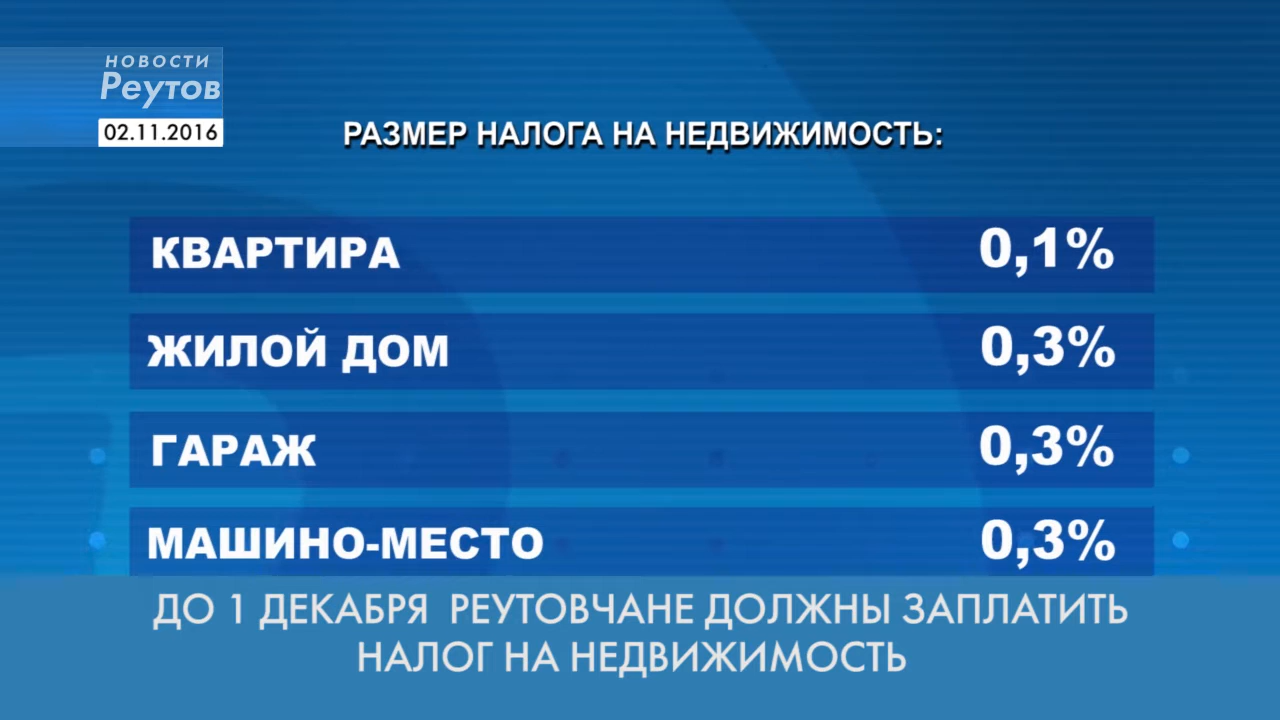 НОВОСТИ
Реутов
02.11.2016
РАЗМЕР НАЛОГА НА НЕДВИЖИМОСТЬ:
КВАРТИРА 0,1%
ЖИЛОЙ ДОМ 0,3%
ГАРАЖ 0,3%
МАШИНО-МЕСТО 0,3%
ДО 1 ДЕКАБРЯ РЕУТОВЧАНЕ ДОЛЖНЫ ЗАПЛАТИТЬ
НАЛОГ НА НЕДВИЖИМОСТЬ